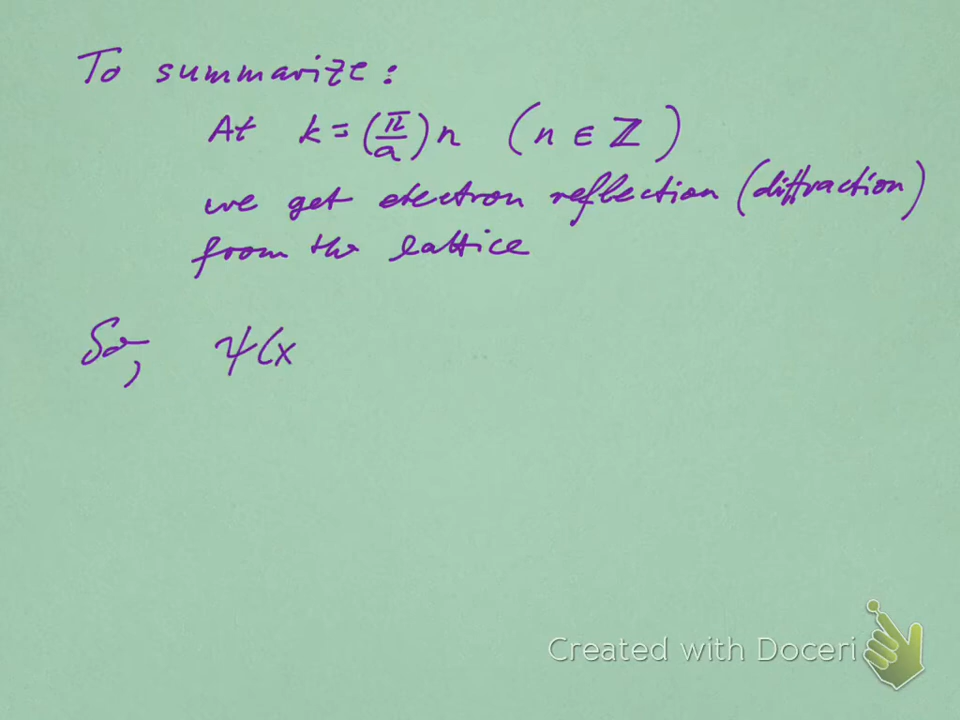 To summarize:
At k = (π/a) n (n ∈ ℤ)
we get electron reflection (diffraction)
from the lattice
So, ψ(x
Created with Doceri